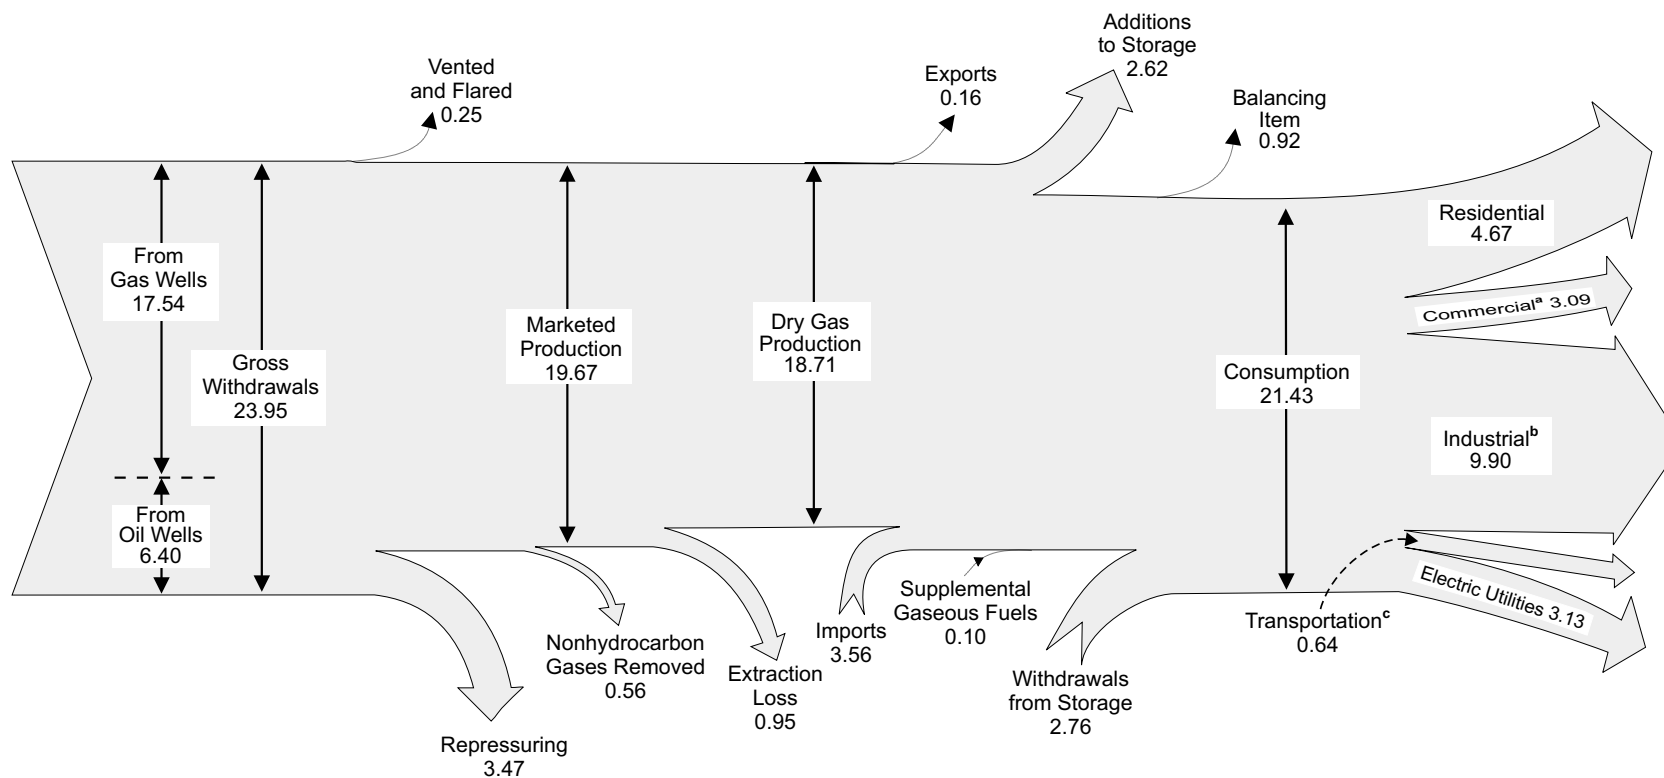 Vented
and Flared
0.25
Exports
0.16
Additions
to Storage
2.62
Balancing
Item
0.92
From
Gas Wells
17.54
Gross
Withdrawals
23.95
From
Oil Wells
6.40
Marketed
Production
19.67
Dry Gas
Production
18.71
Consumption
21.43
Residential
4.67
Commercialᵃ 3.09
Industrialᵇ
9.90
Electric Utilities 3.13
Transportationᶜ
0.64
Repressuring
3.47
Nonhydrocarbon
Gases Removed
0.56
Extraction
Loss
0.95
Imports
3.56
Supplemental
Gaseous Fuels
0.10
Withdrawals
from Storage
2.76